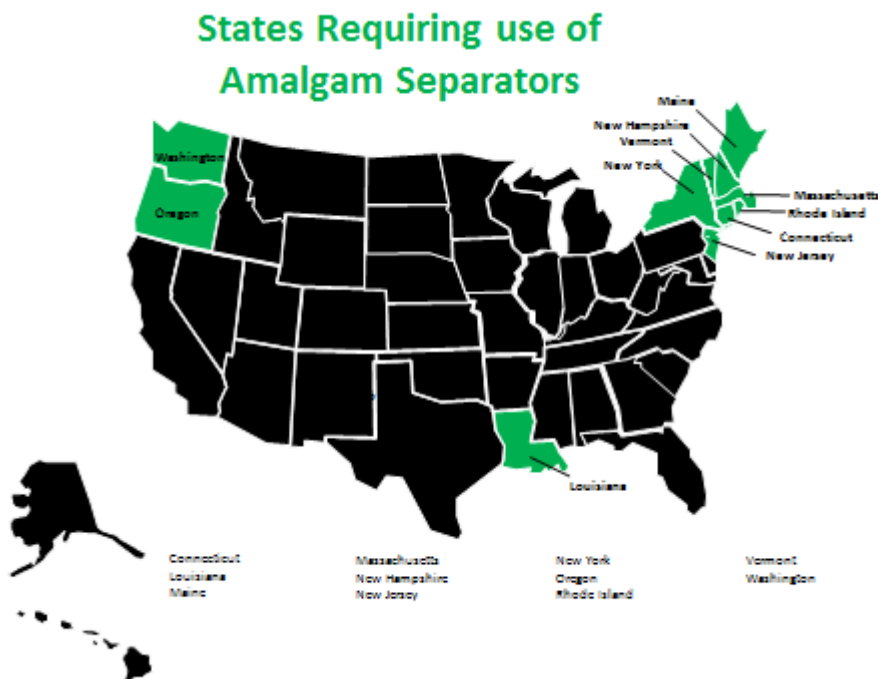 States Requiring use of
Amalgam Separators
Maine
New Hampshire
Vermont
New York
Washington
Oregon
Massachusetts
Rhode Island
Connecticut
New Jersey
Louisiana
Connecticut Massachusetts New York Vermont
Louisiana New Hampshire Oregon Washington
Maine New Jersey Rhode Island